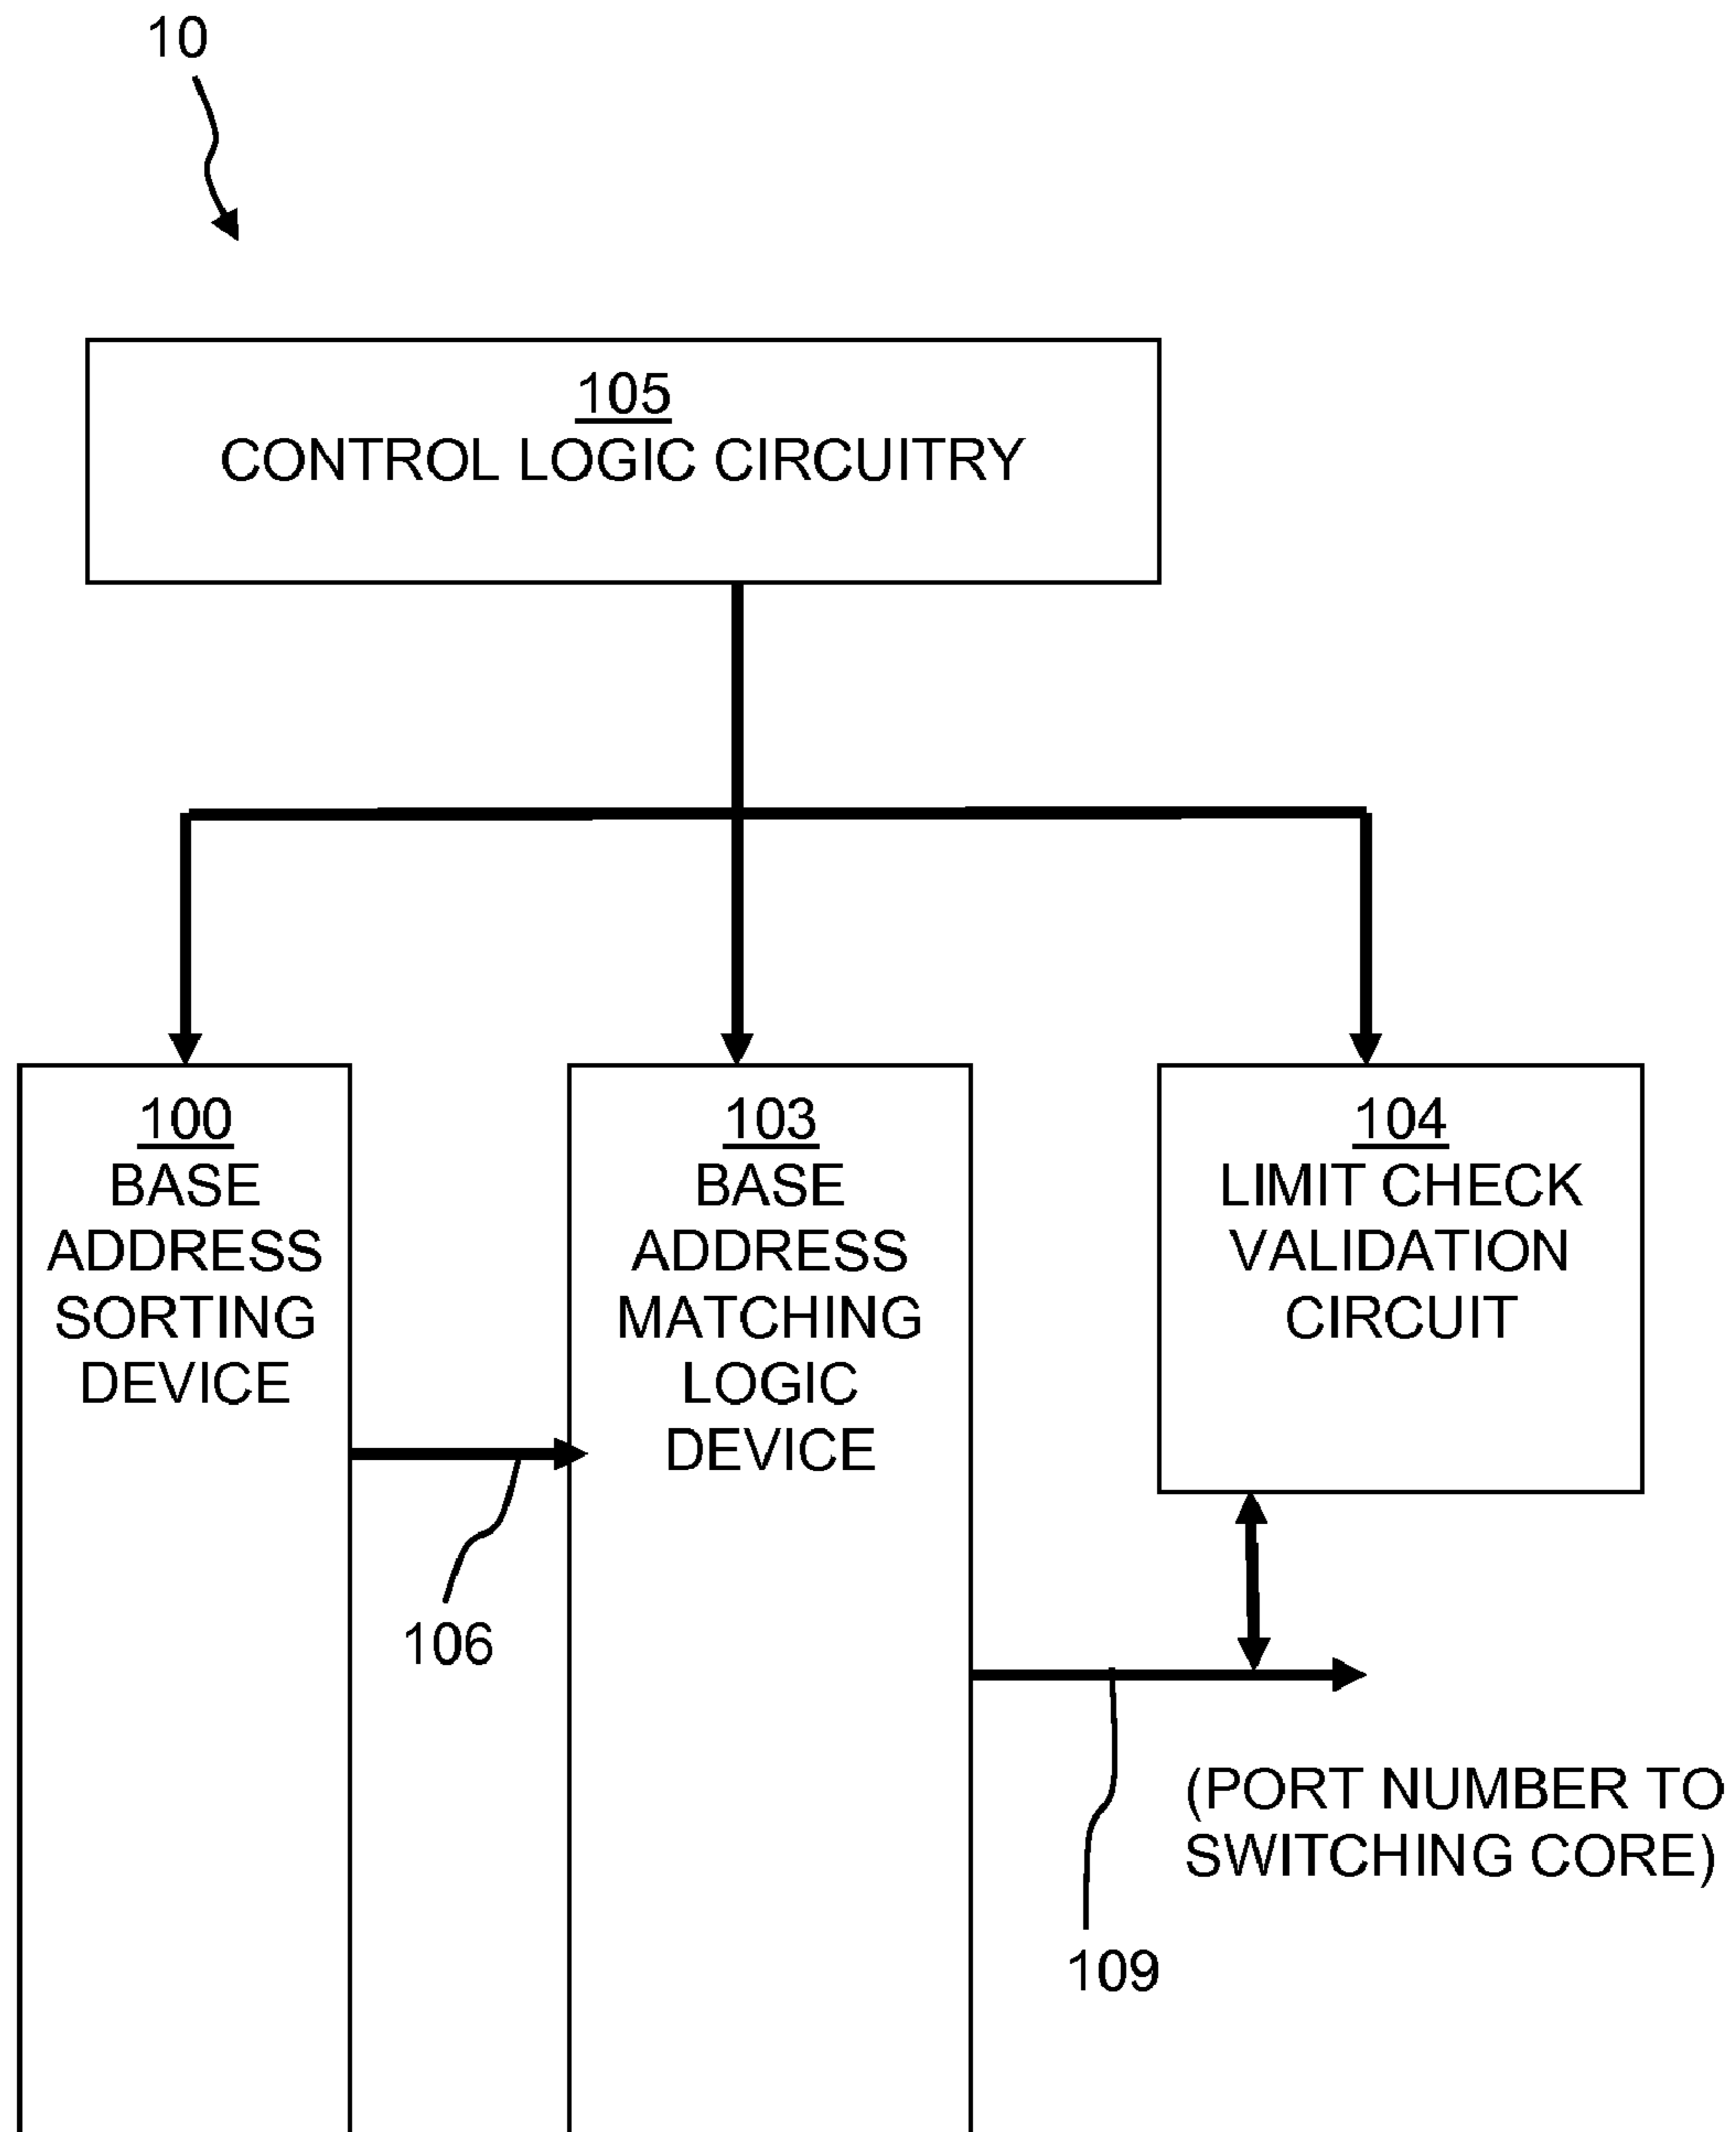 10
105
CONTROL LOGIC CIRCUITRY
100
BASE
ADDRESS
SORTING
DEVICE
103
BASE
ADDRESS
MATCHING
LOGIC
DEVICE
104
LIMIT CHECK
VALIDATION
CIRCUIT
106
(PORT NUMBER TO
SWITCHING CORE)
109